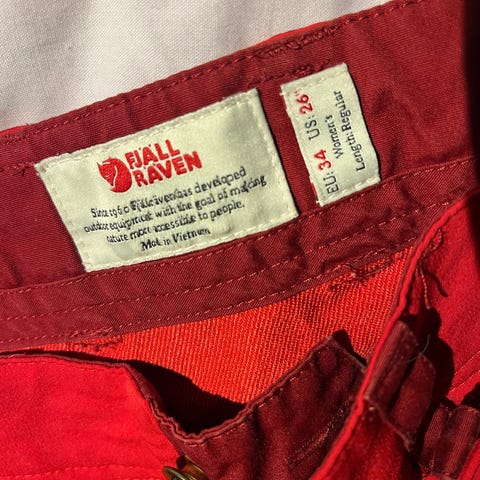 FJÄLL
RÄVEN
Since 1960 Fjällräven has developed
outdoor equipment with the goal of making
nature more accessible to people.
Made in Vietnam
EU: 34 US: 26"
Women's
Length: Regular